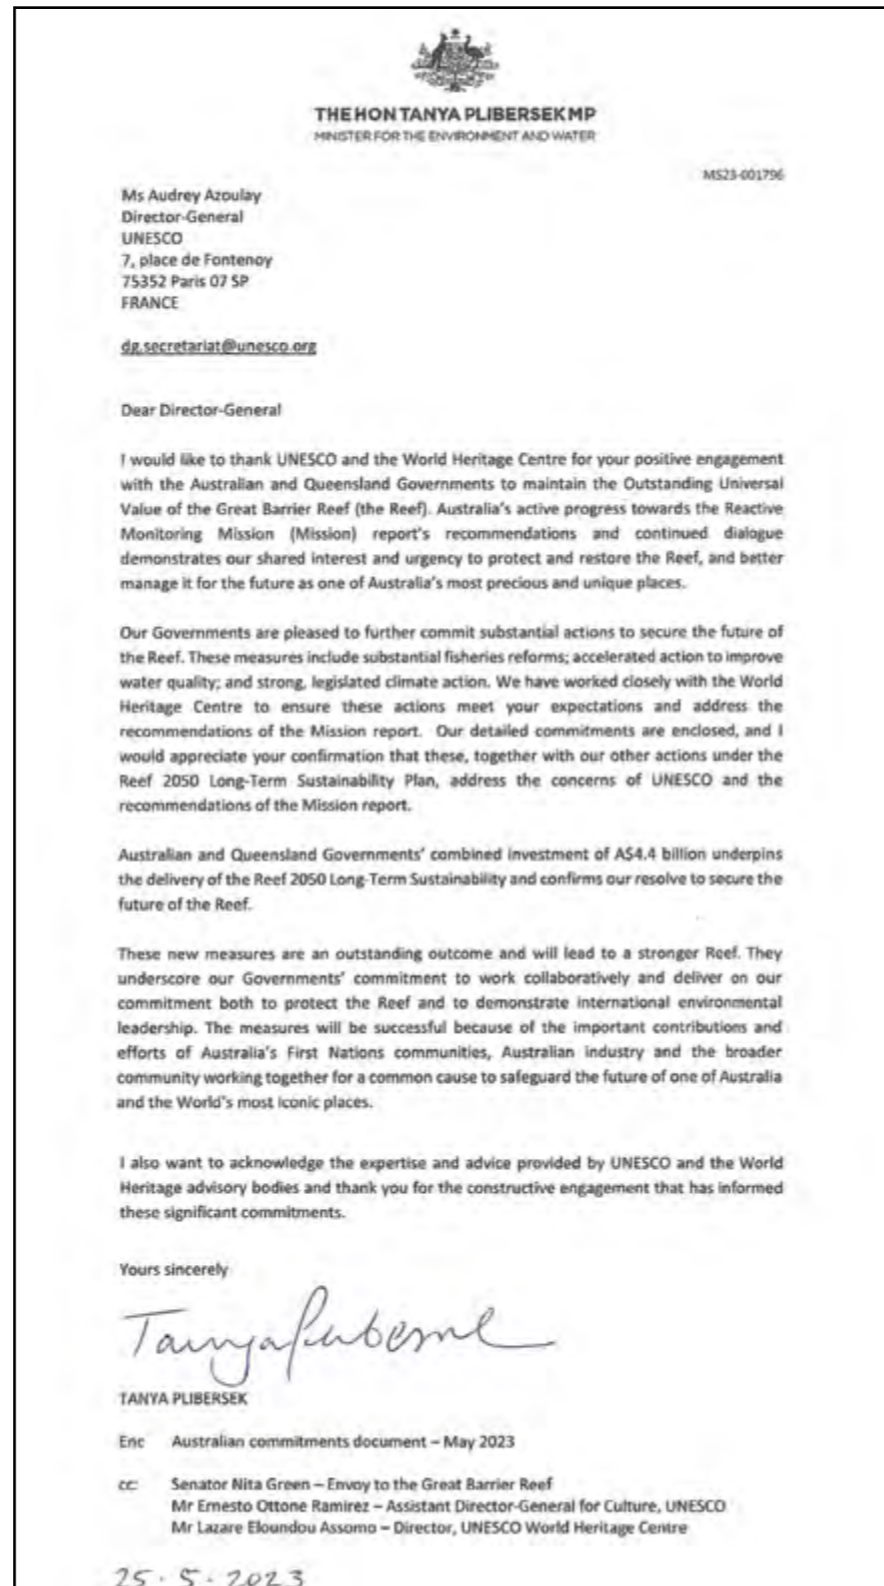 THE HON TANYA PLIBERSEK MP
MINISTER FOR THE ENVIRONMENT AND WATER
MS23-001796
Ms Audrey Azoulay
Director-General
UNESCO
7, place de Fontenoy
75352 Paris 07 SP
FRANCE
dg.secretariat@unesco.org
Dear Director-General
I would like to thank UNESCO and the World Heritage Centre for your positive engagement
with the Australian and Queensland Governments to maintain the Outstanding Universal
Value of the Great Barrier Reef (the Reef). Australia's active progress towards the Reactive
Monitoring Mission (Mission) report's recommendations and continued dialogue
demonstrates our shared interest and urgency to protect and restore the Reef, and better
manage it for the future as one of Australia's most precious and unique places.
Our Governments are pleased to further commit substantial actions to secure the future of
the Reef. These measures include substantial fisheries reforms; accelerated action to improve
water quality; and strong, legislated climate action. We have worked closely with the World
Heritage Centre to ensure these actions meet your expectations and address the
recommendations of the Mission report. Our detailed commitments are enclosed, and I
would appreciate your confirmation that these, together with our other actions under the
Reef 2050 Long-Term Sustainability Plan, address the concerns of UNESCO and the
recommendations of the Mission report.
Australian and Queensland Governments' combined investment of A$4.4 billion underpins
the delivery of the Reef 2050 Long-Term Sustainability and confirms our resolve to secure the
future of the Reef.
These new measures are an outstanding outcome and will lead to a stronger Reef. They
underscore our Governments' commitment to work collaboratively and deliver on our
commitment both to protect the Reef and to demonstrate international environmental
leadership. The measures will be successful because of the important contributions and
efforts of Australia's First Nations communities, Australian industry and the broader
community working together for a common cause to safeguard the future of one of Australia
and the World's most iconic places.
I also want to acknowledge the expertise and advice provided by UNESCO and the World
Heritage advisory bodies and thank you for the constructive engagement that has informed
these significant commitments.
Yours sincerely
Tanya Plibersek
TANYA PLIBERSEK
Enc Australian commitments document – May 2023
cc: Senator Nita Green – Envoy to the Great Barrier Reef
Mr Ernesto Ottone Ramirez – Assistant Director-General for Culture, UNESCO
Mr Lazare Eloundou Assomo – Director, UNESCO World Heritage Centre
25.5.2023